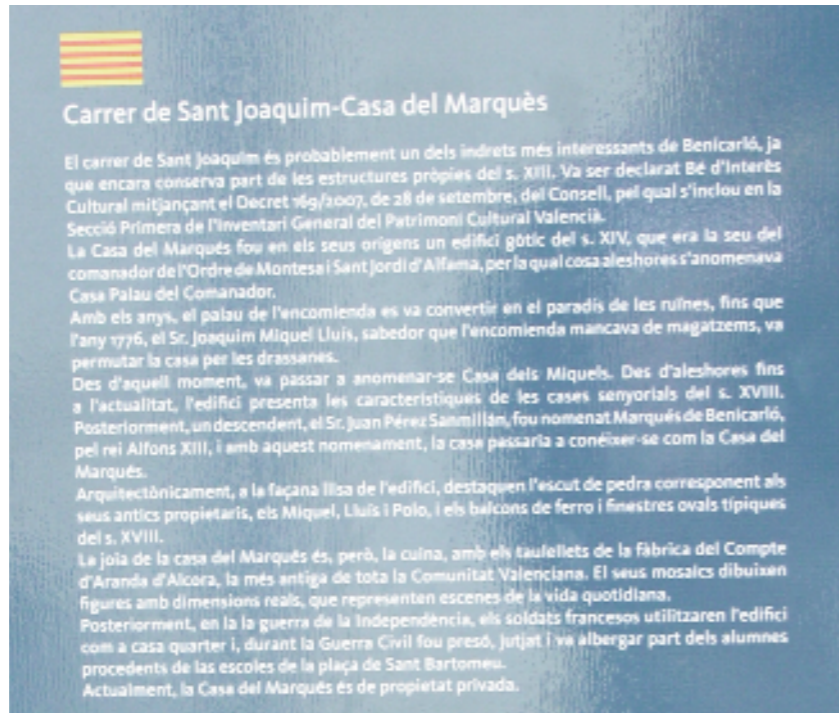 Carrer de Sant Joaquim-Casa del Marquès
El carrer de Sant Joaquim és probablement un dels indrets més interessants de Benicarló, ja
que encara conserva part de les estructures pròpies del s. XIII. Va ser declarat Bé d'Interès
Cultural mitjançant el Decret 169/2007, de 28 de setembre, del Consell, pel qual s'inclou en la
Secció Primera de l'Inventari General del Patrimoni Cultural Valencià.
La Casa del Marqués fou en els seus orígens un edifici gòtic del s. XIV, que era la seu del
comanador de l'Ordre de Montesa i Sant Jordi d'Alfama, per la qual cosa aleshores s'anomenava
Casa Palau del Comanador.
Amb els anys, el palau de l'encomienda es va convertir en el paradís de les ruïnes, fins que
l'any 1776, el Sr. Joaquim Miquel Lluís, sabedor que l'encomienda mancava de magatzems, va
permutar la casa per les drassanes.
Des d'aquell moment, va passar a anomenar-se Casa dels Miquels. Des d'aleshores fins
a l'actualitat, l'edifici presenta les característiques de les cases senyorials del s. XVIII.
Posteriorment, un descendent, el Sr. Juan Pérez Sanmillán, fou nomenat Marqués de Benicarló,
pel rei Alfons XIII, i amb aquest nomenament, la casa passaria a conéixer-se com la Casa del
Marqués.
Arquitectònicament, a la façana llisa de l'edifici, destaquen l'escut de pedra corresponent als
seus antics propietaris, els Miquel, Lluís i Polo, i els balcons de ferro i finestres ovals típiques
del s. XVIII.
La joia de la casa del Marqués és, però, la cuina, amb els taulellets de la fàbrica del Compte
d'Aranda d'Alcora, la més antiga de tota la Comunitat Valenciana. El seus mosaics dibuixen
figures amb dimensions reals, que representen escenes de la vida quotidiana.
Posteriorment, en la la guerra de la Independència, els soldats francesos utilitzaren l'edifici
com a casa quarter i, durant la Guerra Civil fou presó, jutjat i va albergar part dels alumnes
procedents de las escoles de la plaça de Sant Bartomeu.
Actualment, la Casa del Marqués és de propietat privada.